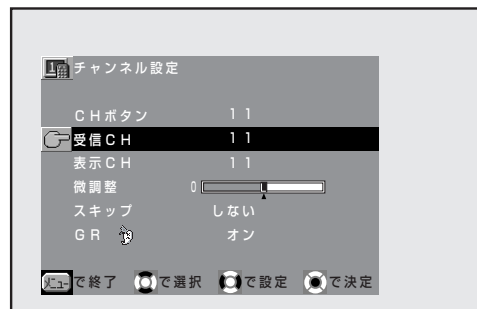 1 チャンネル設定
CHボタン 11
受信CH 11
表示CH 11
微調整 0
スキップ しない
GR オン
メニューで終了 で選択 で設定 で決定